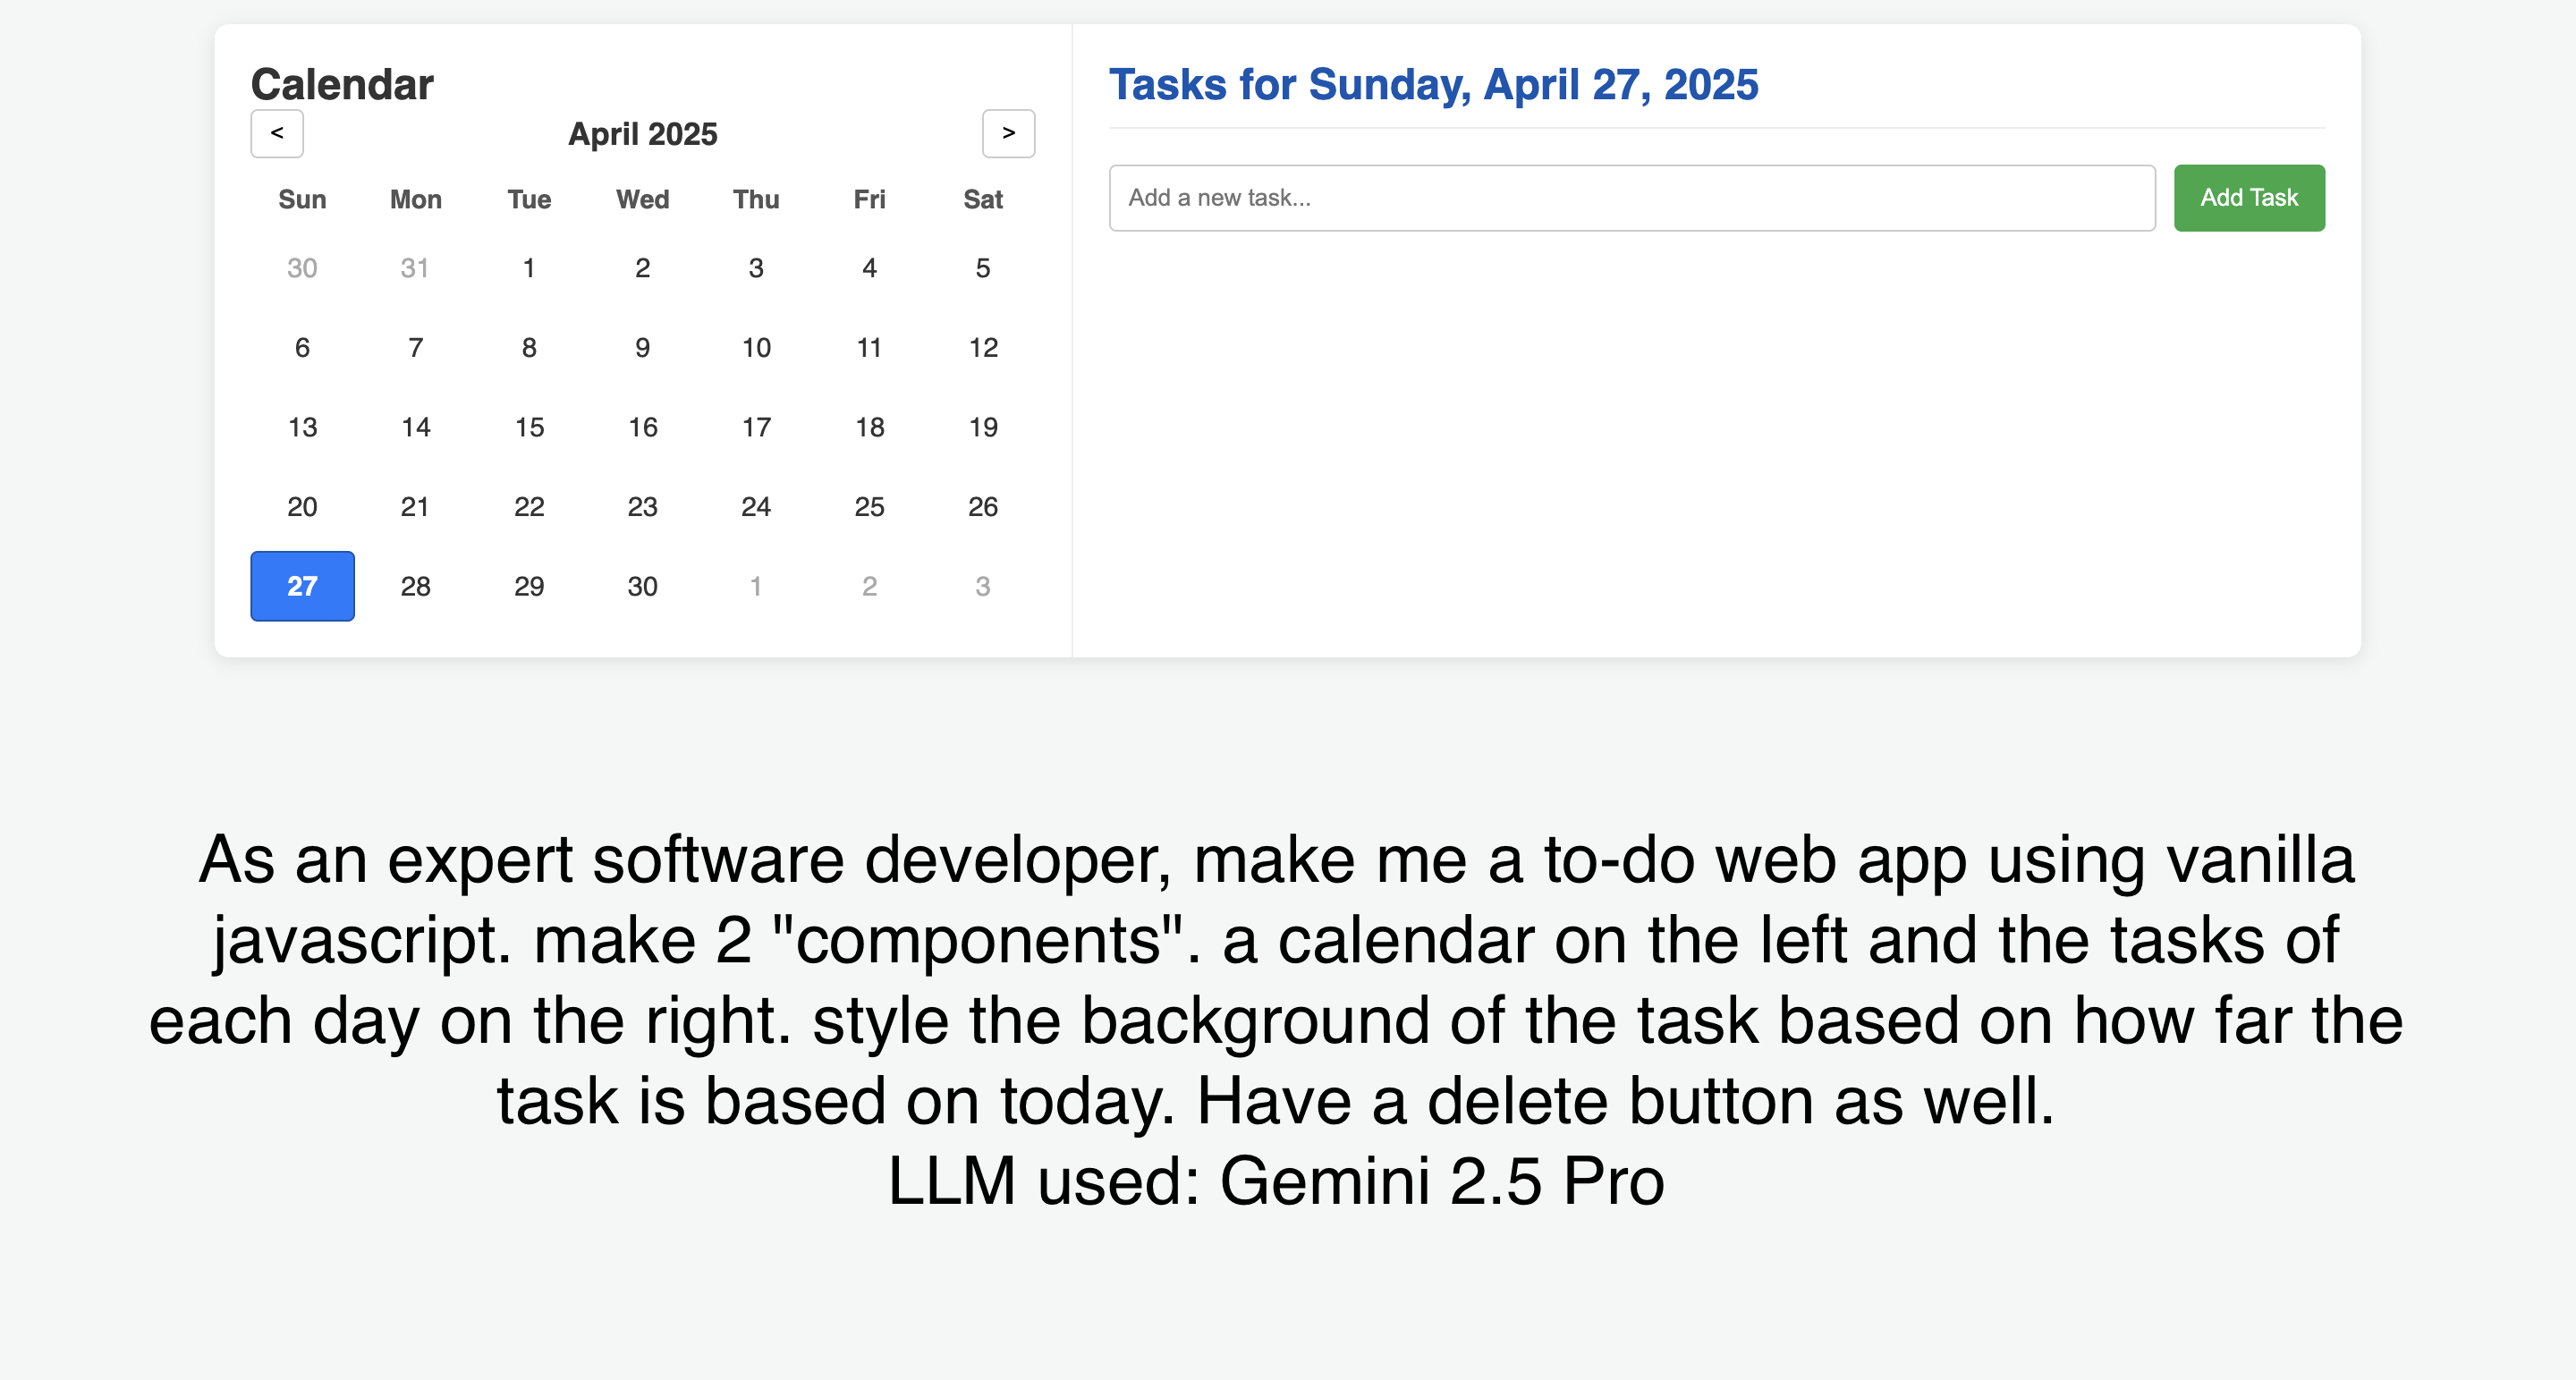 Calendar
< April 2025 >
Sun Mon Tue Wed Thu Fri Sat
30 31 1 2 3 4 5
6 7 8 9 10 11 12
13 14 15 16 17 18 19
20 21 22 23 24 25 26
27 28 29 30 1 2 3
Tasks for Sunday, April 27, 2025
Add a new task...
Add Task
As an expert software developer, make me a to-do web app using vanilla
javascript. make 2 "components". a calendar on the left and the tasks of
each day on the right. style the background of the task based on how far the
task is based on today. Have a delete button as well.
LLM used: Gemini 2.5 Pro